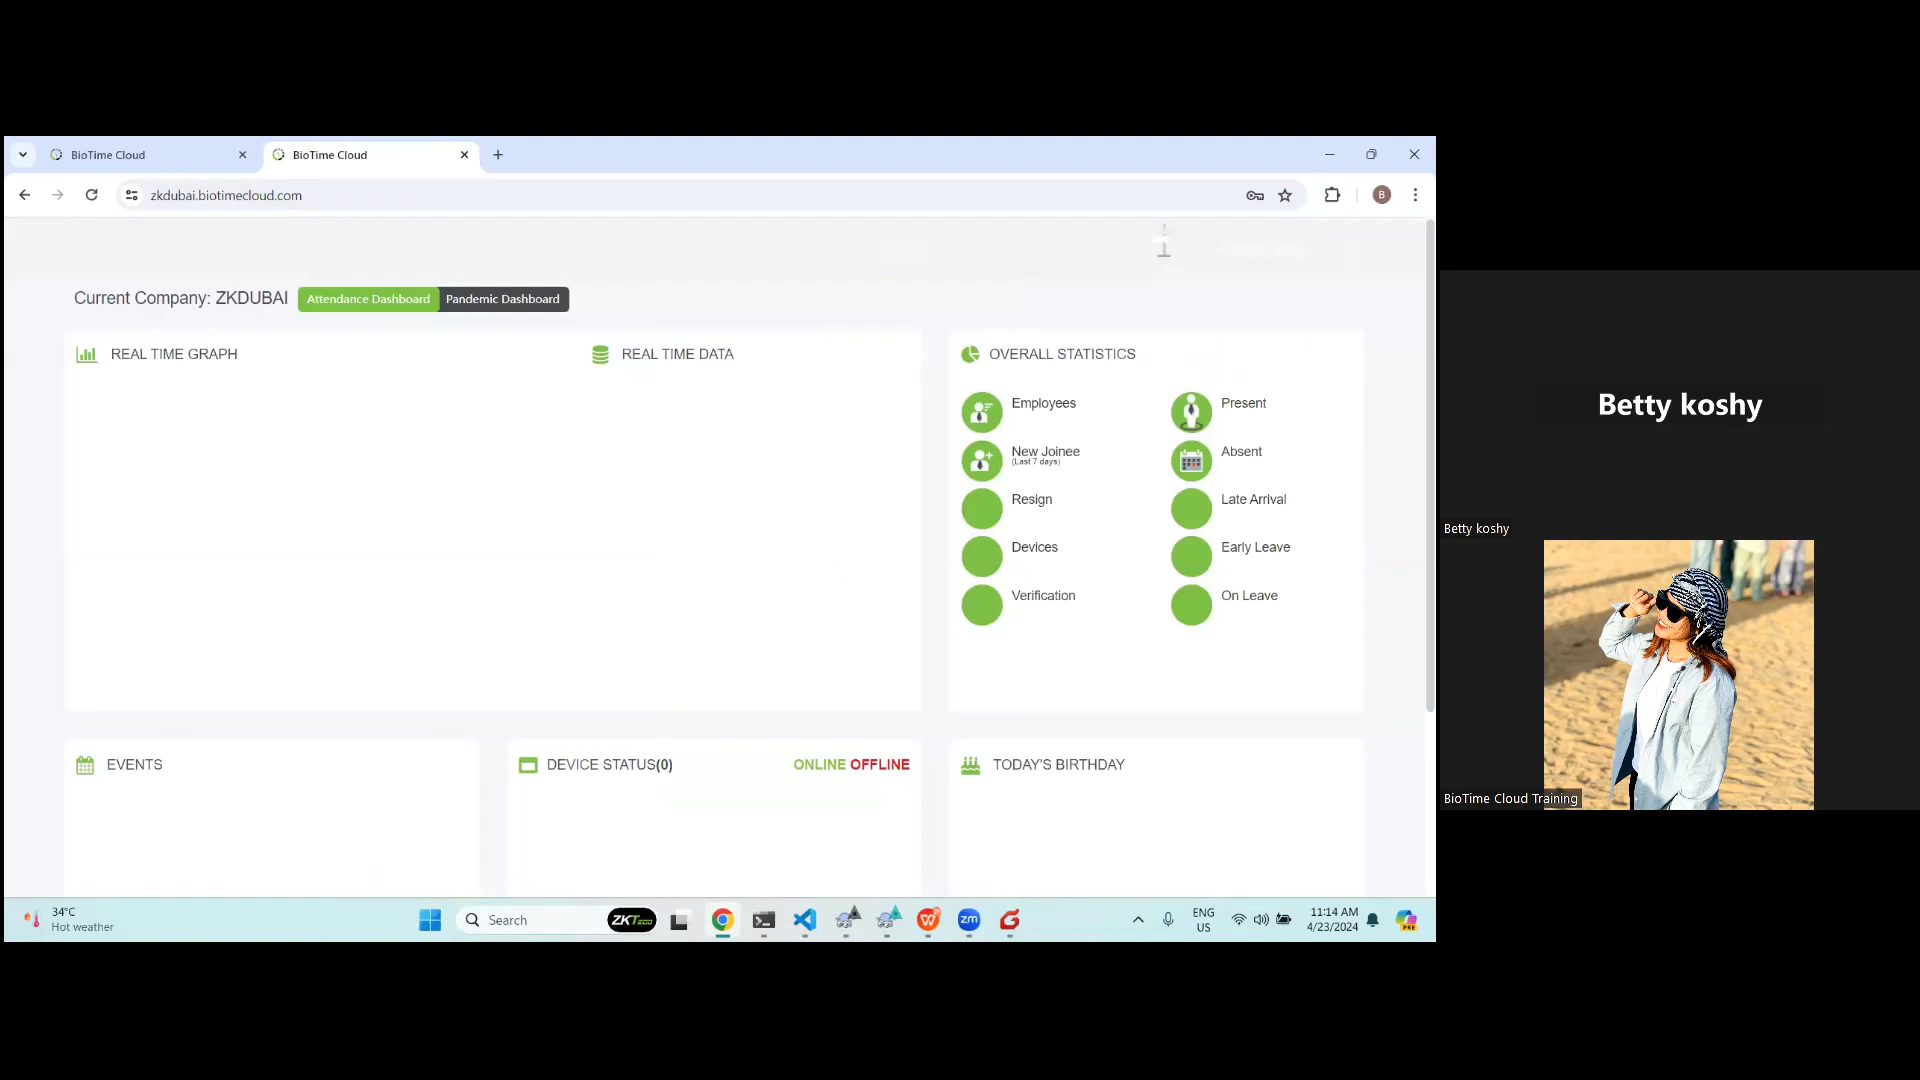 BioTime Cloud
BioTime Cloud
zkdubai.biotimecloud.com
B
Current Company: ZKDUBAI
Attendance Dashboard
Pandemic Dashboard
REAL TIME GRAPH
REAL TIME DATA
OVERALL STATISTICS
Employees
Present
New Joinee
(Last 7 days)
Absent
Resign
Late Arrival
Devices
Early Leave
Verification
On Leave
EVENTS
DEVICE STATUS(0)
ONLINE OFFLINE
TODAY'S BIRTHDAY
34°C
Hot weather
Search
ZKTeco
zm
ENG
US
11:14 AM
4/23/2024
PRE
Betty koshy
Betty koshy
BioTime Cloud Training